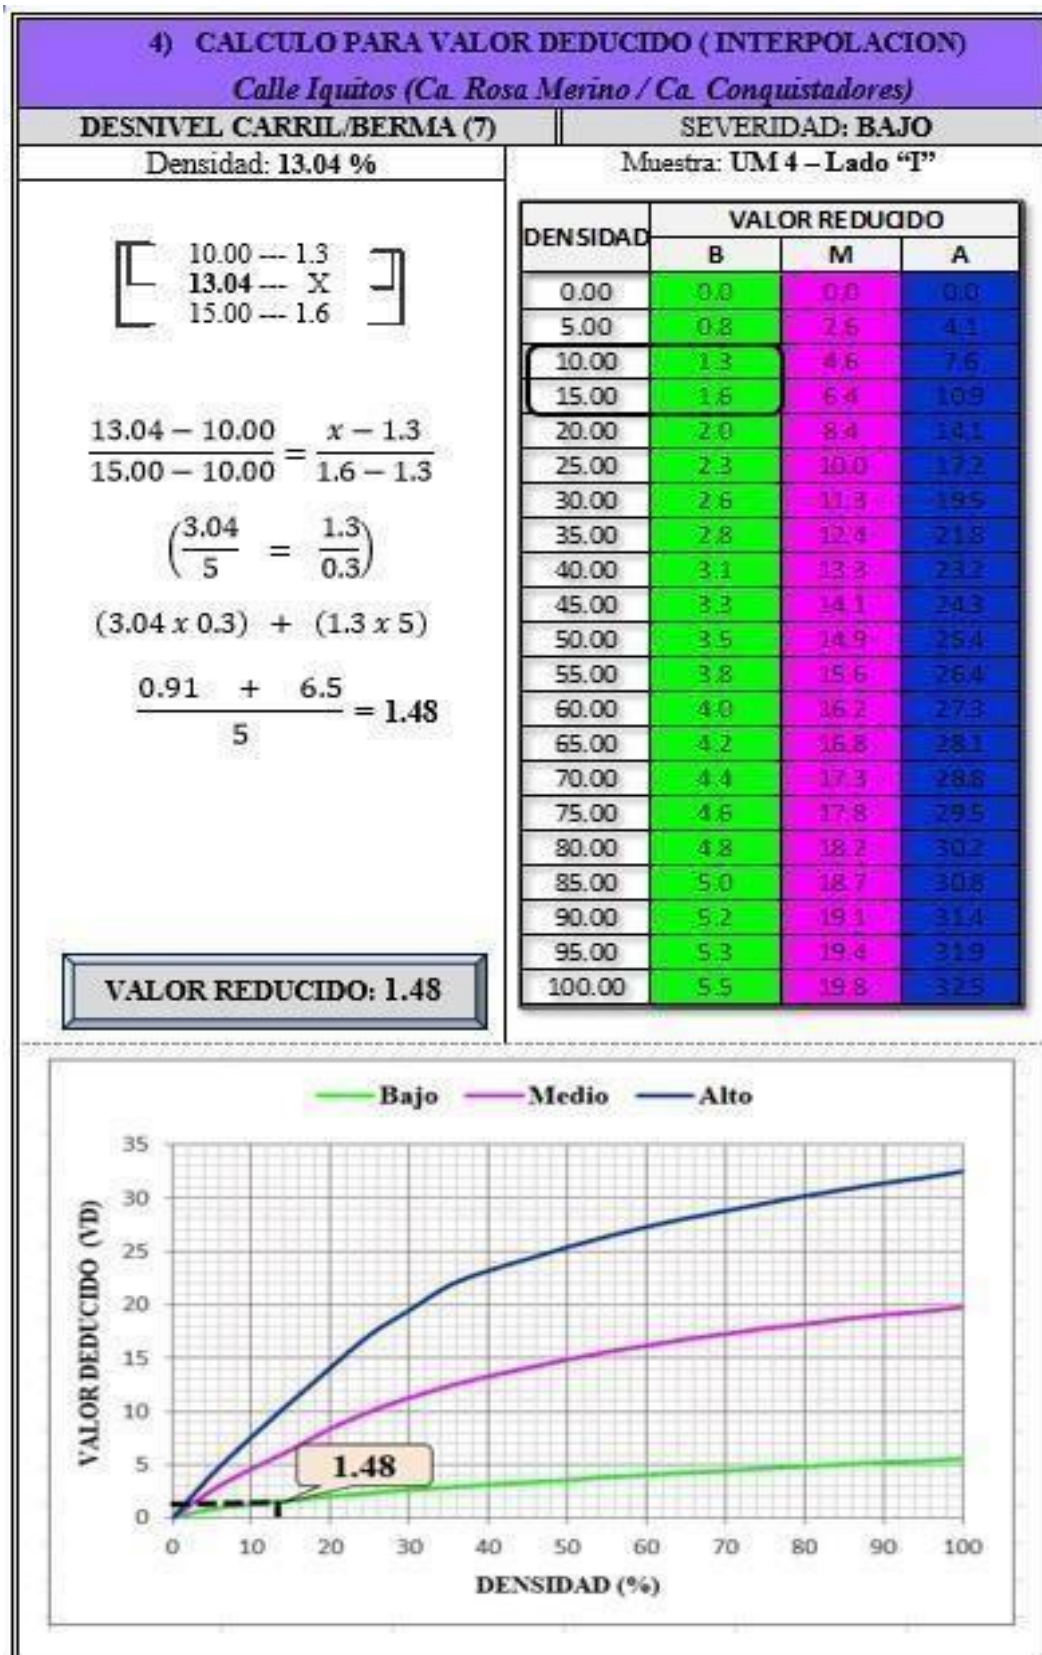 4) CALCULO PARA VALOR DEDUCIDO ( INTERPOLACION)
Calle Iquitos (Ca. Rosa Merino / Ca. Conquistadores)
DESNIVEL CARRIL/BERMA (7) SEVERIDAD: BAJO
Densidad: 13.04 % Muestra: UM 4 – Lado “I”
10.00 --- 1.3
13.04 --- X
15.00 --- 1.6
13.04 − 10.00 / 15.00 − 10.00 = x − 1.3 / 1.6 − 1.3
(3.04 / 5 = 1.3 / 0.3)
(3.04 x 0.3) + (1.3 x 5)
0.91 + 6.5 / 5 = 1.48
VALOR REDUCIDO: 1.48
DENSIDAD VALOR REDUCIDO
B M A
0.00 0.0 0.0 0.0
5.00 0.8 2.6 4.1
10.00 1.3 4.6 7.6
15.00 1.6 6.4 10.9
20.00 2.0 8.4 14.1
25.00 2.3 10.0 17.2
30.00 2.6 11.3 19.5
35.00 2.8 12.4 21.8
40.00 3.1 13.3 23.2
45.00 3.3 14.1 24.3
50.00 3.5 14.9 25.4
55.00 3.8 15.6 26.4
60.00 4.0 16.2 27.3
65.00 4.2 16.8 28.1
70.00 4.4 17.3 28.8
75.00 4.6 17.8 29.5
80.00 4.8 18.2 30.2
85.00 5.0 18.7 30.8
90.00 5.2 19.1 31.4
95.00 5.3 19.4 31.9
100.00 5.5 19.8 32.5
Bajo Medio Alto
VALOR DEDUCIDO (VD)
35
30
25
20
15
10
5
0
1.48
0 10 20 30 40 50 60 70 80 90 100
DENSIDAD (%)